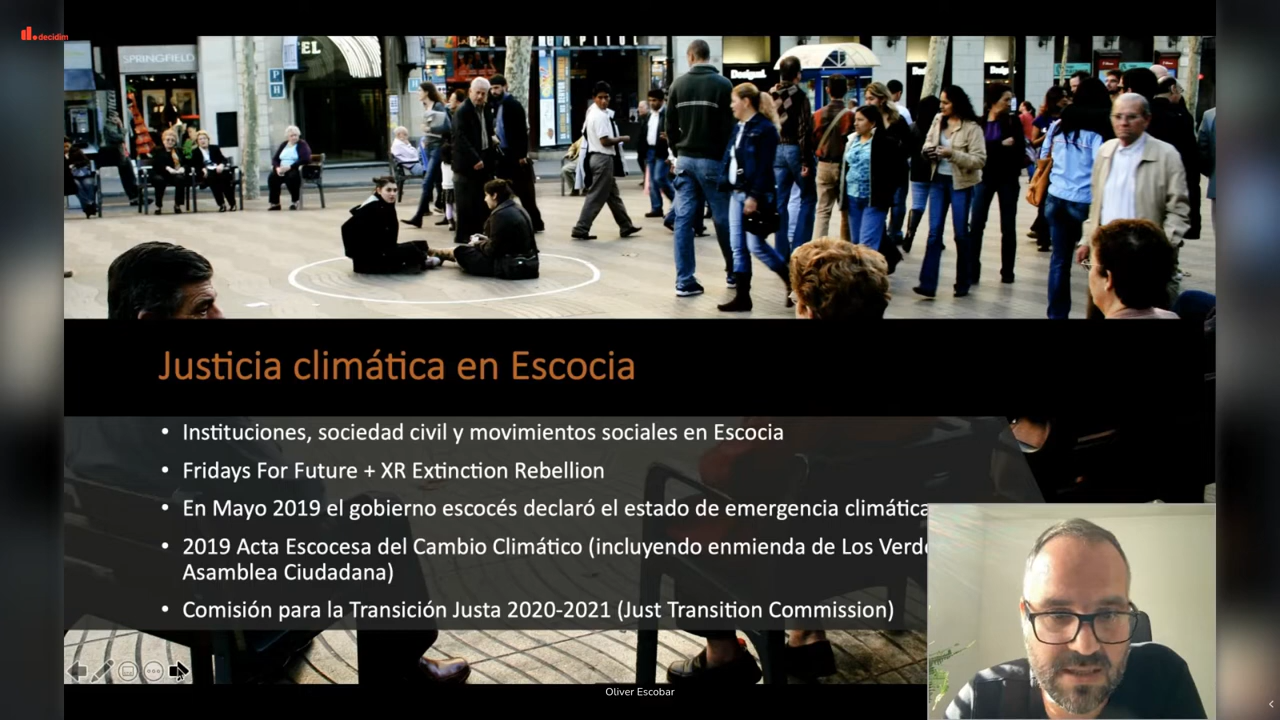 decidim
SPRINGFIELD
Desigual.
Justicia climática en Escocia
• Instituciones, sociedad civil y movimientos sociales en Escocia
• Fridays For Future + XR Extinction Rebellion
• En Mayo 2019 el gobierno escocés declaró el estado de emergencia climática
• 2019 Acta Escocesa del Cambio Climático (incluyendo enmienda de Los
Asamblea Ciudadana)
• Comisión para la Transición Justa 2020-2021 (Just Transition Commission)
Oliver Escobar